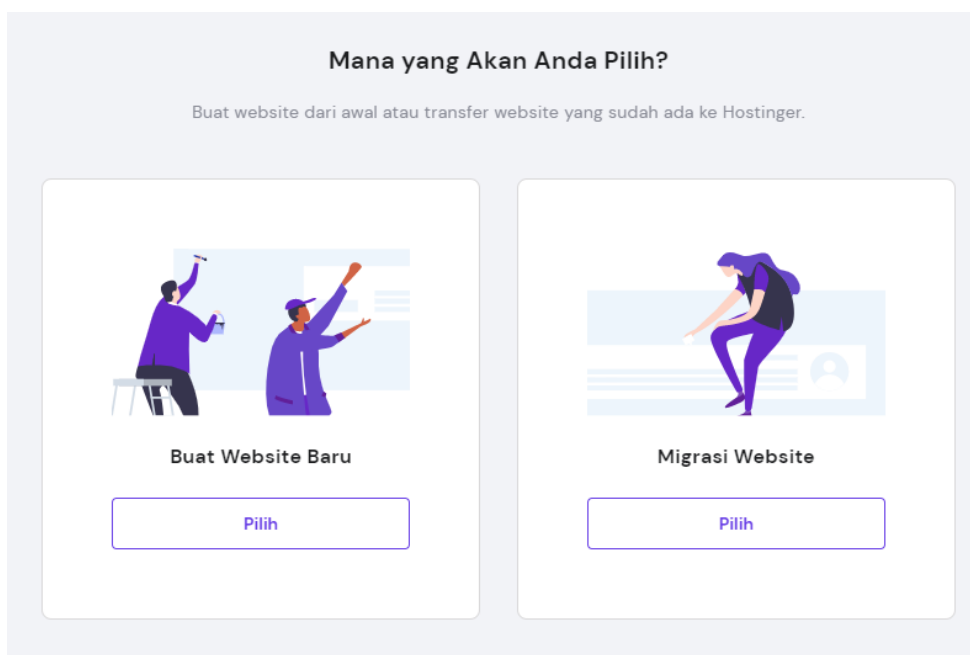 Mana yang Akan Anda Pilih?
Buat website dari awal atau transfer website yang sudah ada ke Hostinger.
Buat Website Baru
Pilih
Migrasi Website
Pilih